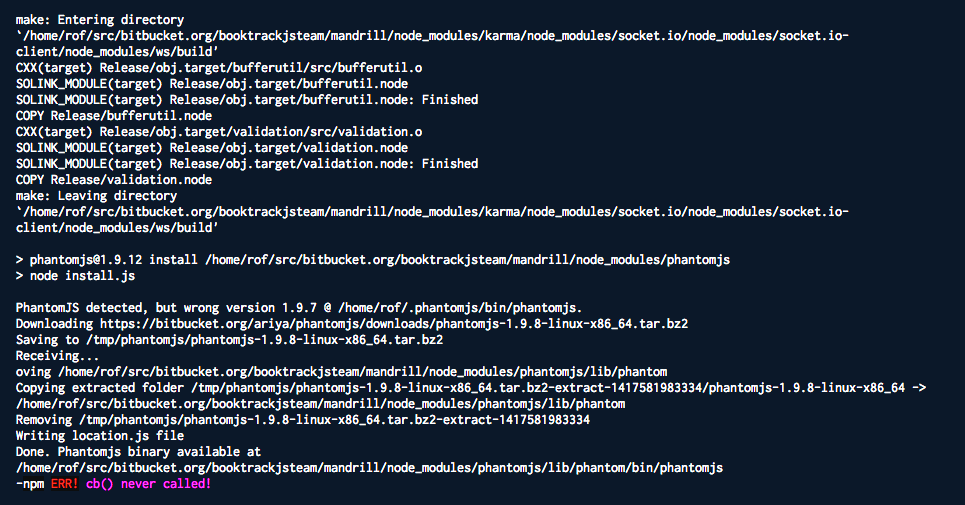 make: Entering directory
`/home/rof/src/bitbucket.org/booktrackjsteam/mandrill/node_modules/karma/node_modules/socket.io/node_modules/socket.io-
client/node_modules/ws/build'
CXX(target) Release/obj.target/bufferutil/src/bufferutil.o
SOLINK_MODULE(target) Release/obj.target/bufferutil.node
SOLINK_MODULE(target) Release/obj.target/bufferutil.node: Finished
COPY Release/bufferutil.node
CXX(target) Release/obj.target/validation/src/validation.o
SOLINK_MODULE(target) Release/obj.target/validation.node
SOLINK_MODULE(target) Release/obj.target/validation.node: Finished
COPY Release/validation.node
make: Leaving directory
`/home/rof/src/bitbucket.org/booktrackjsteam/mandrill/node_modules/karma/node_modules/socket.io/node_modules/socket.io-
client/node_modules/ws/build'

> phantomjs@1.9.12 install /home/rof/src/bitbucket.org/booktrackjsteam/mandrill/node_modules/phantomjs
> node install.js

PhantomJS detected, but wrong version 1.9.7 @ /home/rof/.phantomjs/bin/phantomjs.
Downloading https://bitbucket.org/ariya/phantomjs/downloads/phantomjs-1.9.8-linux-x86_64.tar.bz2
Saving to /tmp/phantomjs/phantomjs-1.9.8-linux-x86_64.tar.bz2
Receiving...
oving /home/rof/src/bitbucket.org/booktrackjsteam/mandrill/node_modules/phantomjs/lib/phantom
Copying extracted folder /tmp/phantomjs/phantomjs-1.9.8-linux-x86_64.tar.bz2-extract-1417581983334/phantomjs-1.9.8-linux-x86_64 ->
/home/rof/src/bitbucket.org/booktrackjsteam/mandrill/node_modules/phantomjs/lib/phantom
Removing /tmp/phantomjs/phantomjs-1.9.8-linux-x86_64.tar.bz2-extract-1417581983334
Writing location.js file
Done. Phantomjs binary available at
/home/rof/src/bitbucket.org/booktrackjsteam/mandrill/node_modules/phantomjs/lib/phantom/bin/phantomjs
-npm ERR! cb() never called!